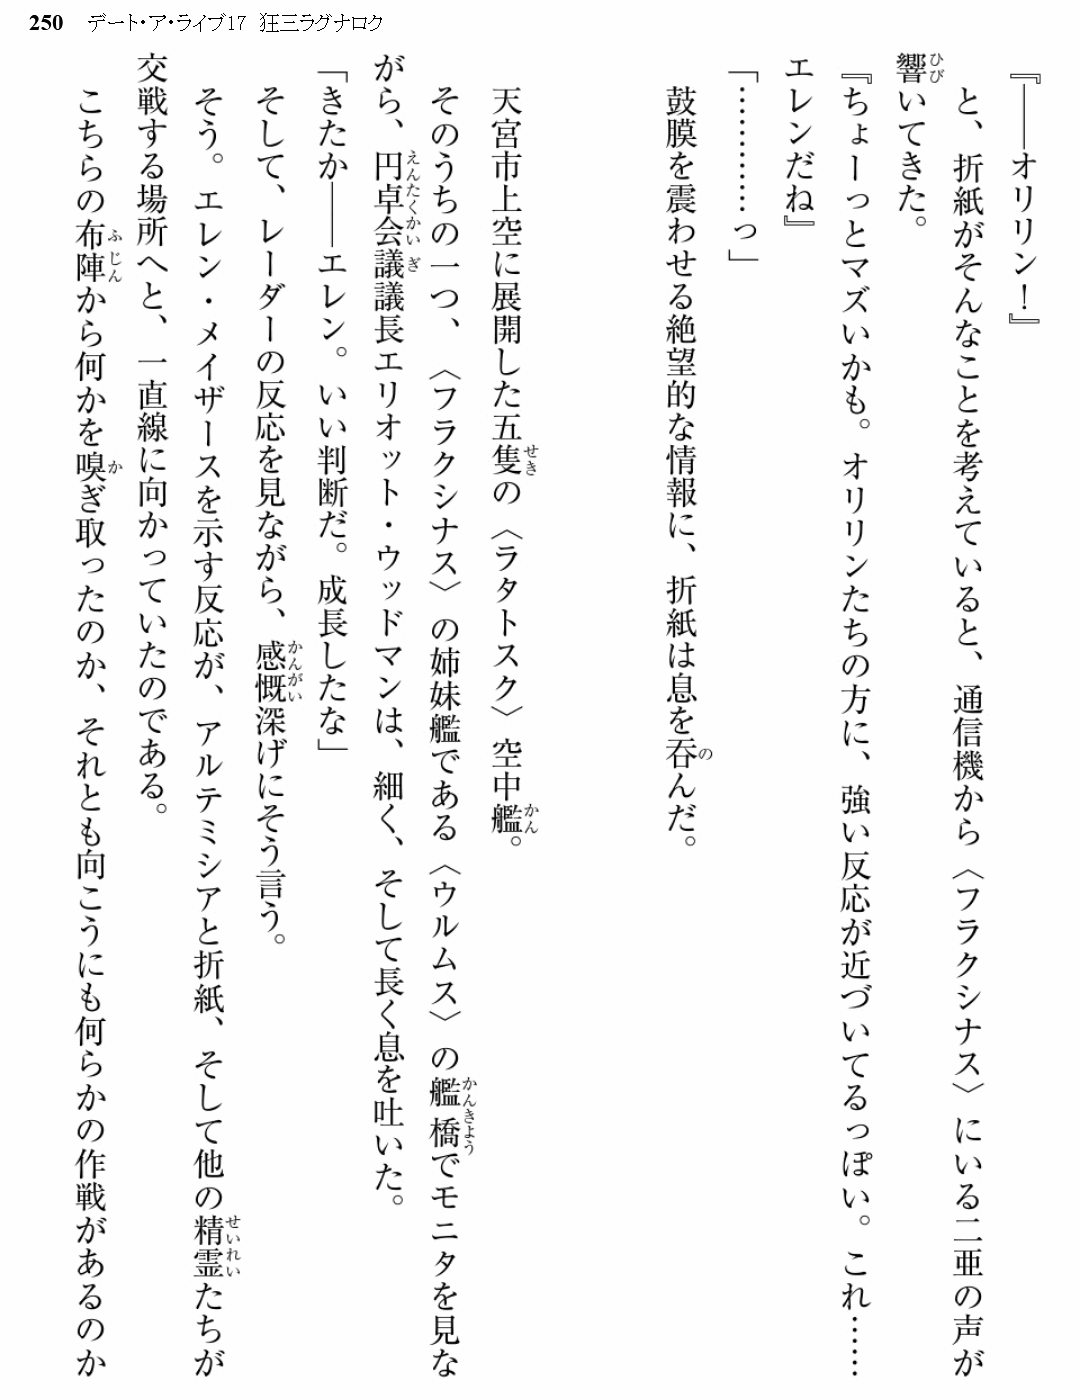 250 デート・ア・ライブ17 狂三ラグナロク
『――オリリン！』
と、折紙がそんなことを考えていると、通信機から〈フラクシナス〉にいる二亜の声が
響いてきた。
『ちょーっとマズいかも。オリリンたちの方に、強い反応が近づいてるっぽい。これ……
エレンだね』
「…………っ」
鼓膜を震わせる絶望的な情報に、折紙は息を呑んだ。
天宮市上空に展開した五隻の〈ラタトスク〉空中艦。
そのうちの一つ、〈フラクシナス〉の姉妹艦である〈ウルムス〉の艦橋でモニタを見な
がら、円卓会議議長エリオット・ウッドマンは、細く、そして長く息を吐いた。
「きたか――エレン。いい判断だ。成長したな」
そして、レーダーの反応を見ながら、感慨深げにそう言う。
そう。エレン・メイザースを示す反応が、アルテミシアと折紙、そして他の精霊たちが
交戦する場所へと、一直線に向かっていたのである。
こちらの布陣から何かを嗅ぎ取ったのか、それとも向こうにも何らかの作戦があるのか